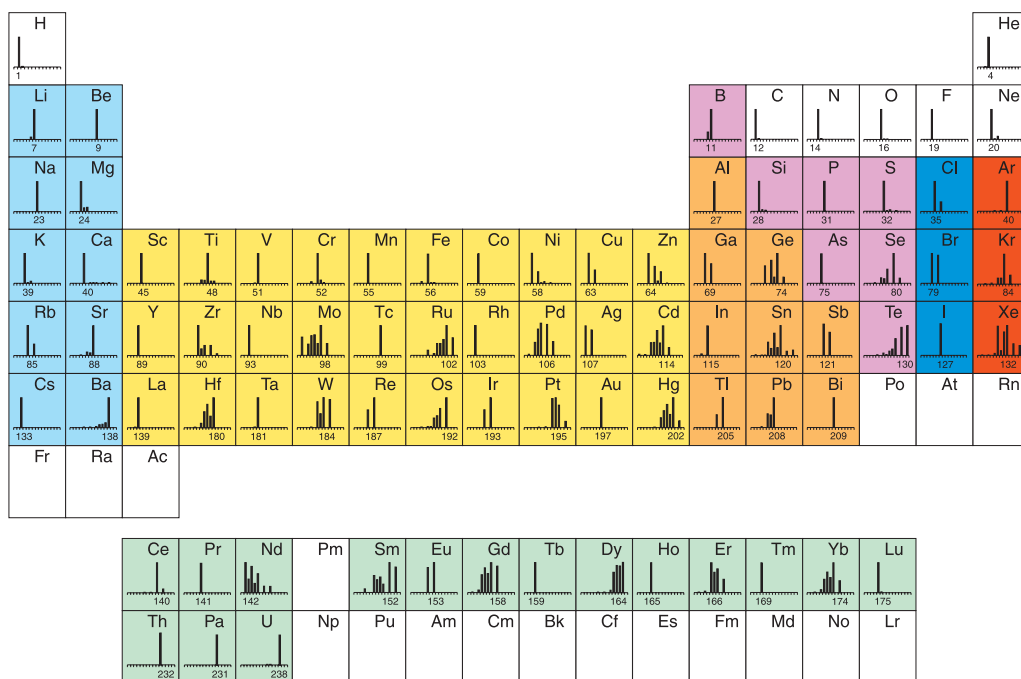 H He
1 4
Li Be B C N O F Ne
7 9 11 12 14 16 19 20
Na Mg Al Si P S Cl Ar
23 24 27 28 31 32 35 40
K Ca Sc Ti V Cr Mn Fe Co Ni Cu Zn Ga Ge As Se Br Kr
39 40 45 48 51 52 55 56 59 58 63 64 69 74 75 80 79 84
Rb Sr Y Zr Nb Mo Tc Ru Rh Pd Ag Cd In Sn Sb Te I Xe
85 88 89 90 93 98 99 102 103 106 107 114 115 120 121 130 127 132
Cs Ba La Hf Ta W Re Os Ir Pt Au Hg Tl Pb Bi Po At Rn
133 138 139 180 181 184 187 192 193 195 197 202 205 208 209
Fr Ra Ac
Ce Pr Nd Pm Sm Eu Gd Tb Dy Ho Er Tm Yb Lu
140 141 142 152 153 158 159 164 165 166 169 174 175
Th Pa U Np Pu Am Cm Bk Cf Es Fm Md No Lr
232 231 238